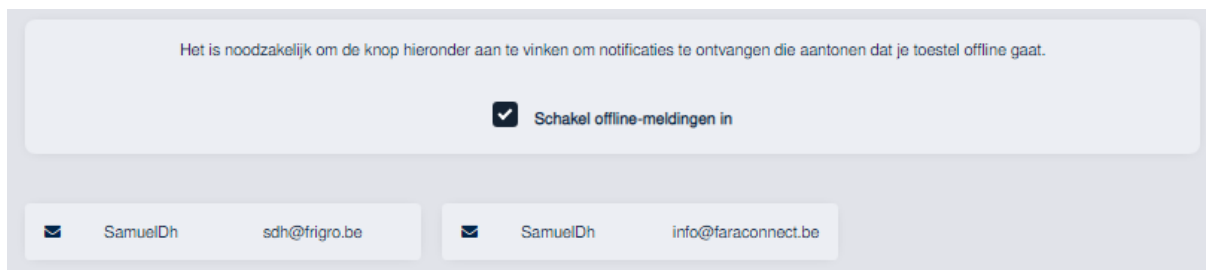 Het is noodzakelijk om de knop hieronder aan te vinken om notificaties te ontvangen die aantonen dat je toestel offline gaat.
Schakel offline-meldingen in
SamuelDh sdh@frigro.be SamuelDh info@faraconnect.be